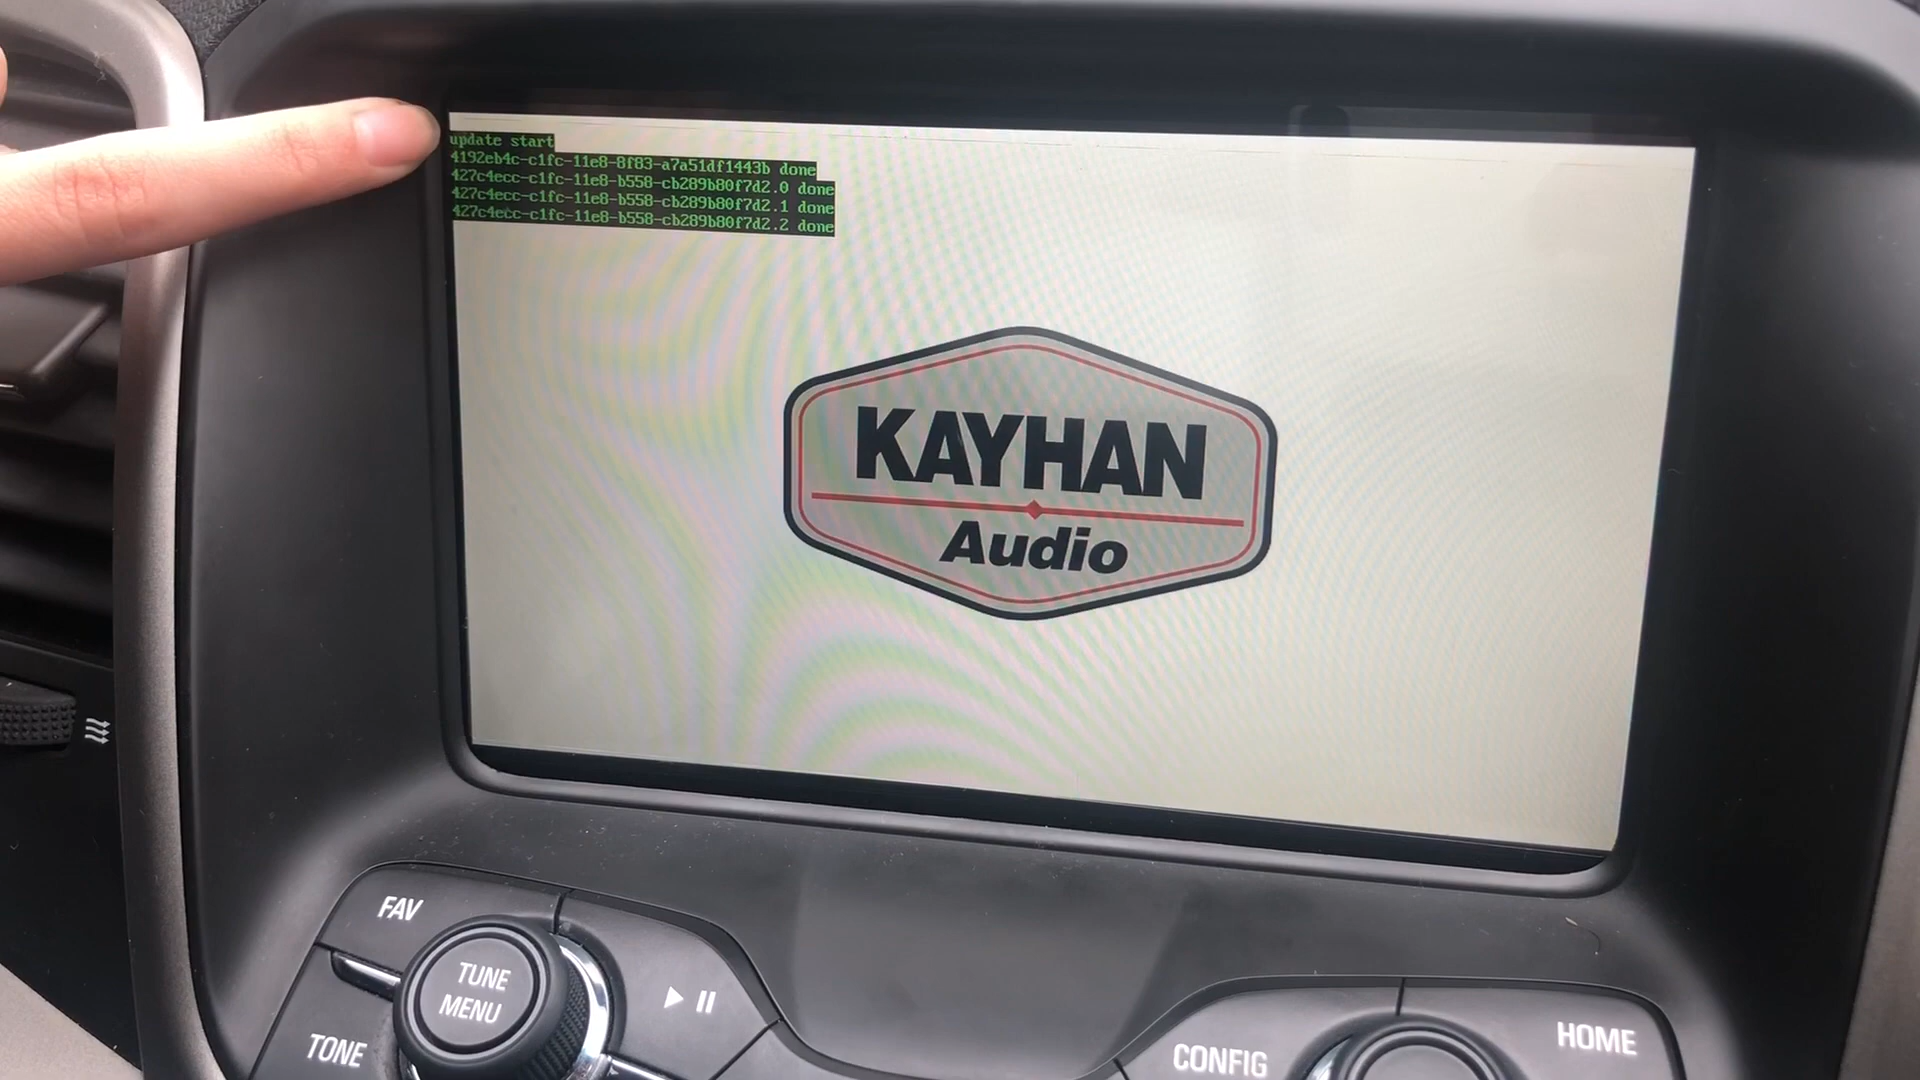 update start
4192eb4c-c1fc-11e8-8f83-a7a51df1443b done
427c4ecc-c1fc-11e8-b558-cb289b80f7d2.0 done
427c4ecc-c1fc-11e8-b558-cb289b80f7d2.1 done
427c4ecc-c1fc-11e8-b558-cb289b80f7d2.2 done
KAYHAN
Audio
FAV
TUNE
MENU
TONE
CONFIG
HOME